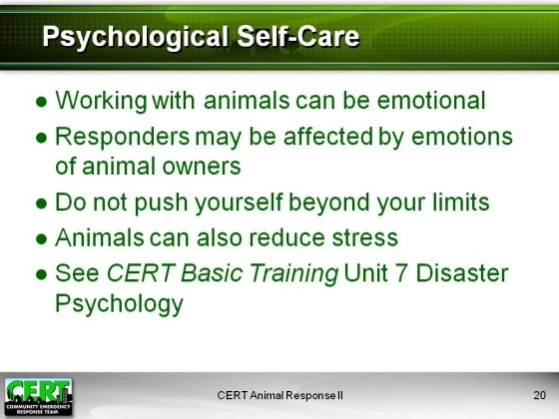 Psychological Self-Care
● Working with animals can be emotional
● Responders may be affected by emotions
of animal owners
● Do not push yourself beyond your limits
● Animals can also reduce stress
● See CERT Basic Training Unit 7 Disaster
Psychology
CERT
COMMUNITY EMERGENCY
RESPONSE TEAM
CERT Animal Response II
20